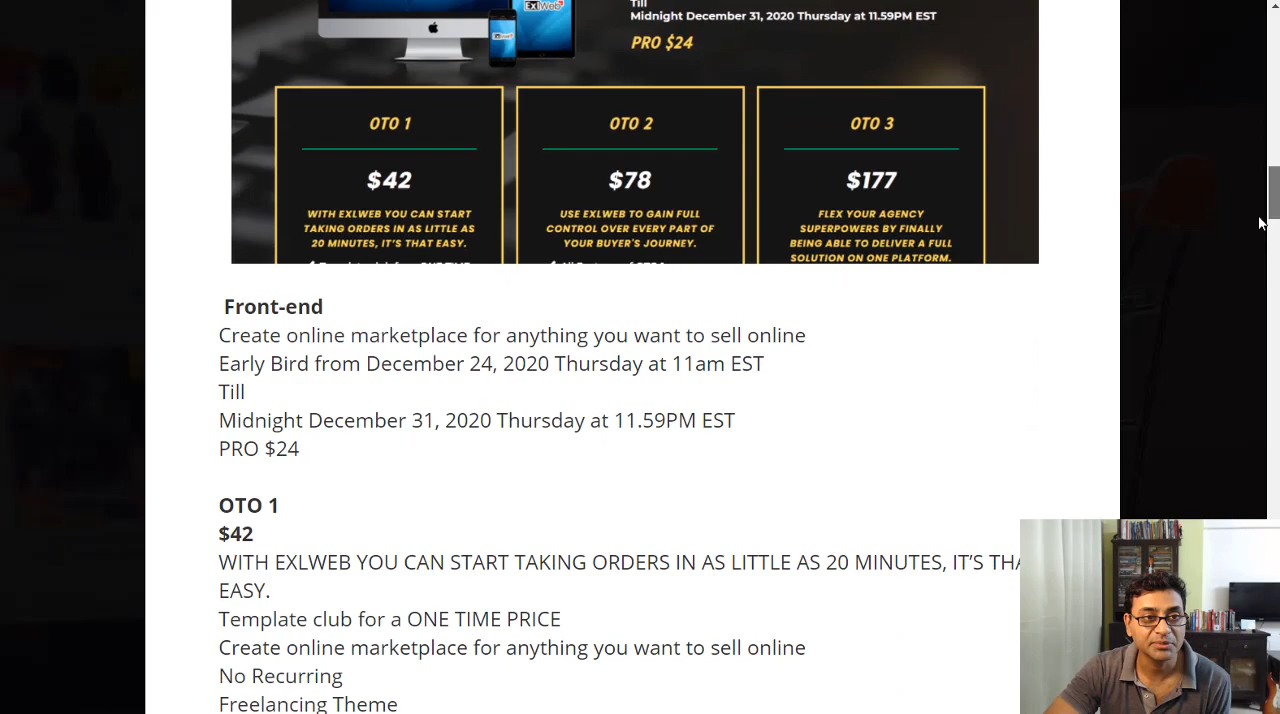 ExlWeb
Till
Midnight December 31, 2020 Thursday at 11.59PM EST
PRO $24
OTO 1
$42
WITH EXLWEB YOU CAN START
TAKING ORDERS IN AS LITTLE AS
20 MINUTES, IT'S THAT EASY.
OTO 2
$78
USE EXLWEB TO GAIN FULL
CONTROL OVER EVERY PART OF
YOUR BUYER'S JOURNEY.
OTO 3
$177
FLEX YOUR AGENCY
SUPERPOWERS BY FINALLY
BEING ABLE TO DELIVER A FULL
SOLUTION ON ONE PLATFORM.
Front-end
Create online marketplace for anything you want to sell online
Early Bird from December 24, 2020 Thursday at 11am EST
Till
Midnight December 31, 2020 Thursday at 11.59PM EST
PRO $24
OTO 1
$42
WITH EXLWEB YOU CAN START TAKING ORDERS IN AS LITTLE AS 20 MINUTES, IT'S THA
EASY.
Template club for a ONE TIME PRICE
Create online marketplace for anything you want to sell online
No Recurring
Freelancing Theme